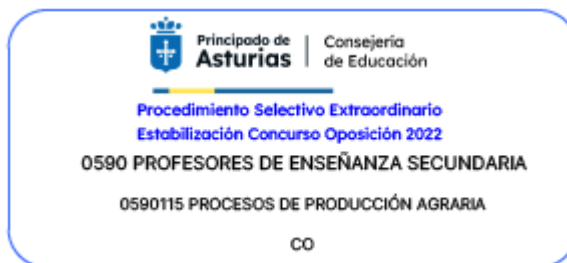 Principado de Asturias | Consejería de Educación
Procedimiento Selectivo Extraordinario
Estabilización Concurso Oposición 2022
0590 PROFESORES DE ENSEÑANZA SECUNDARIA
0590115 PROCESOS DE PRODUCCIÓN AGRARIA
CO